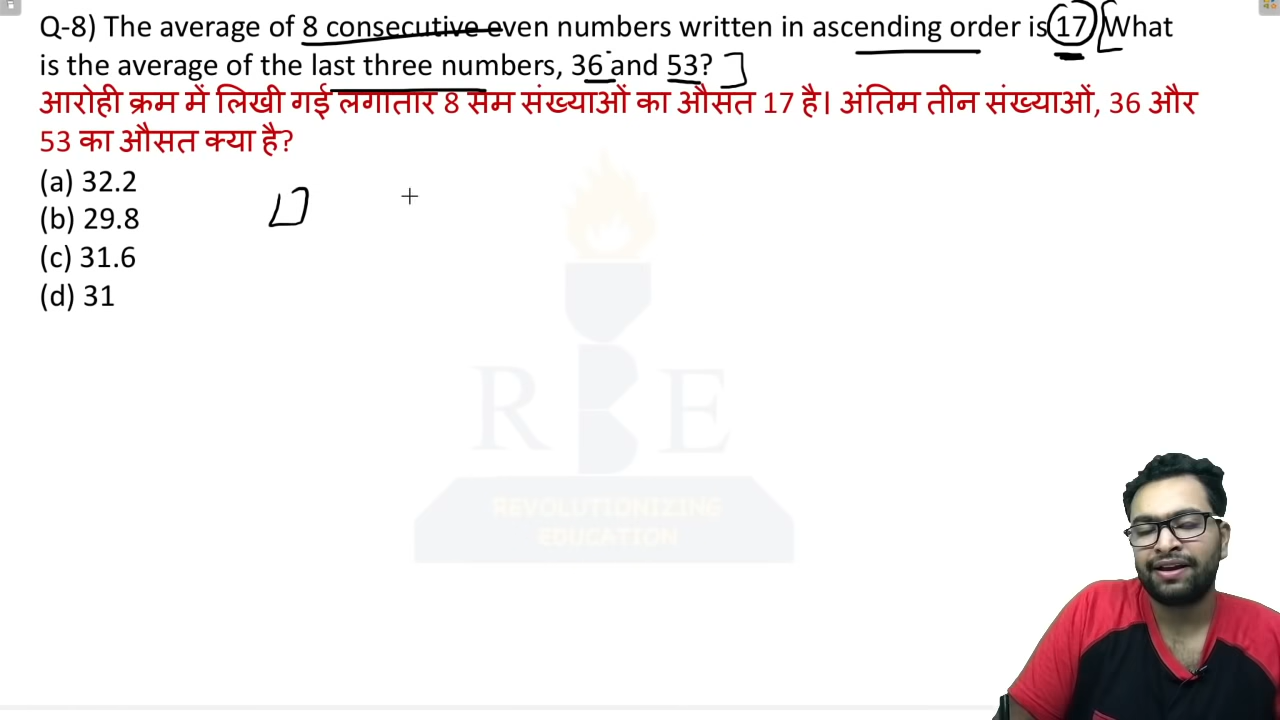 Q-8) The average of 8 consecutive even numbers written in ascending order is 17 What
is the average of the last three numbers, 36 and 53?
आरोही क्रम में लिखी गई लगातार 8 सम संख्याओं का औसत 17 है। अंतिम तीन संख्याओं, 36 और
53 का औसत क्या है?
(a) 32.2
(b) 29.8
(c) 31.6
(d) 31
R B E
REVOLUTIONIZING
EDUCATION